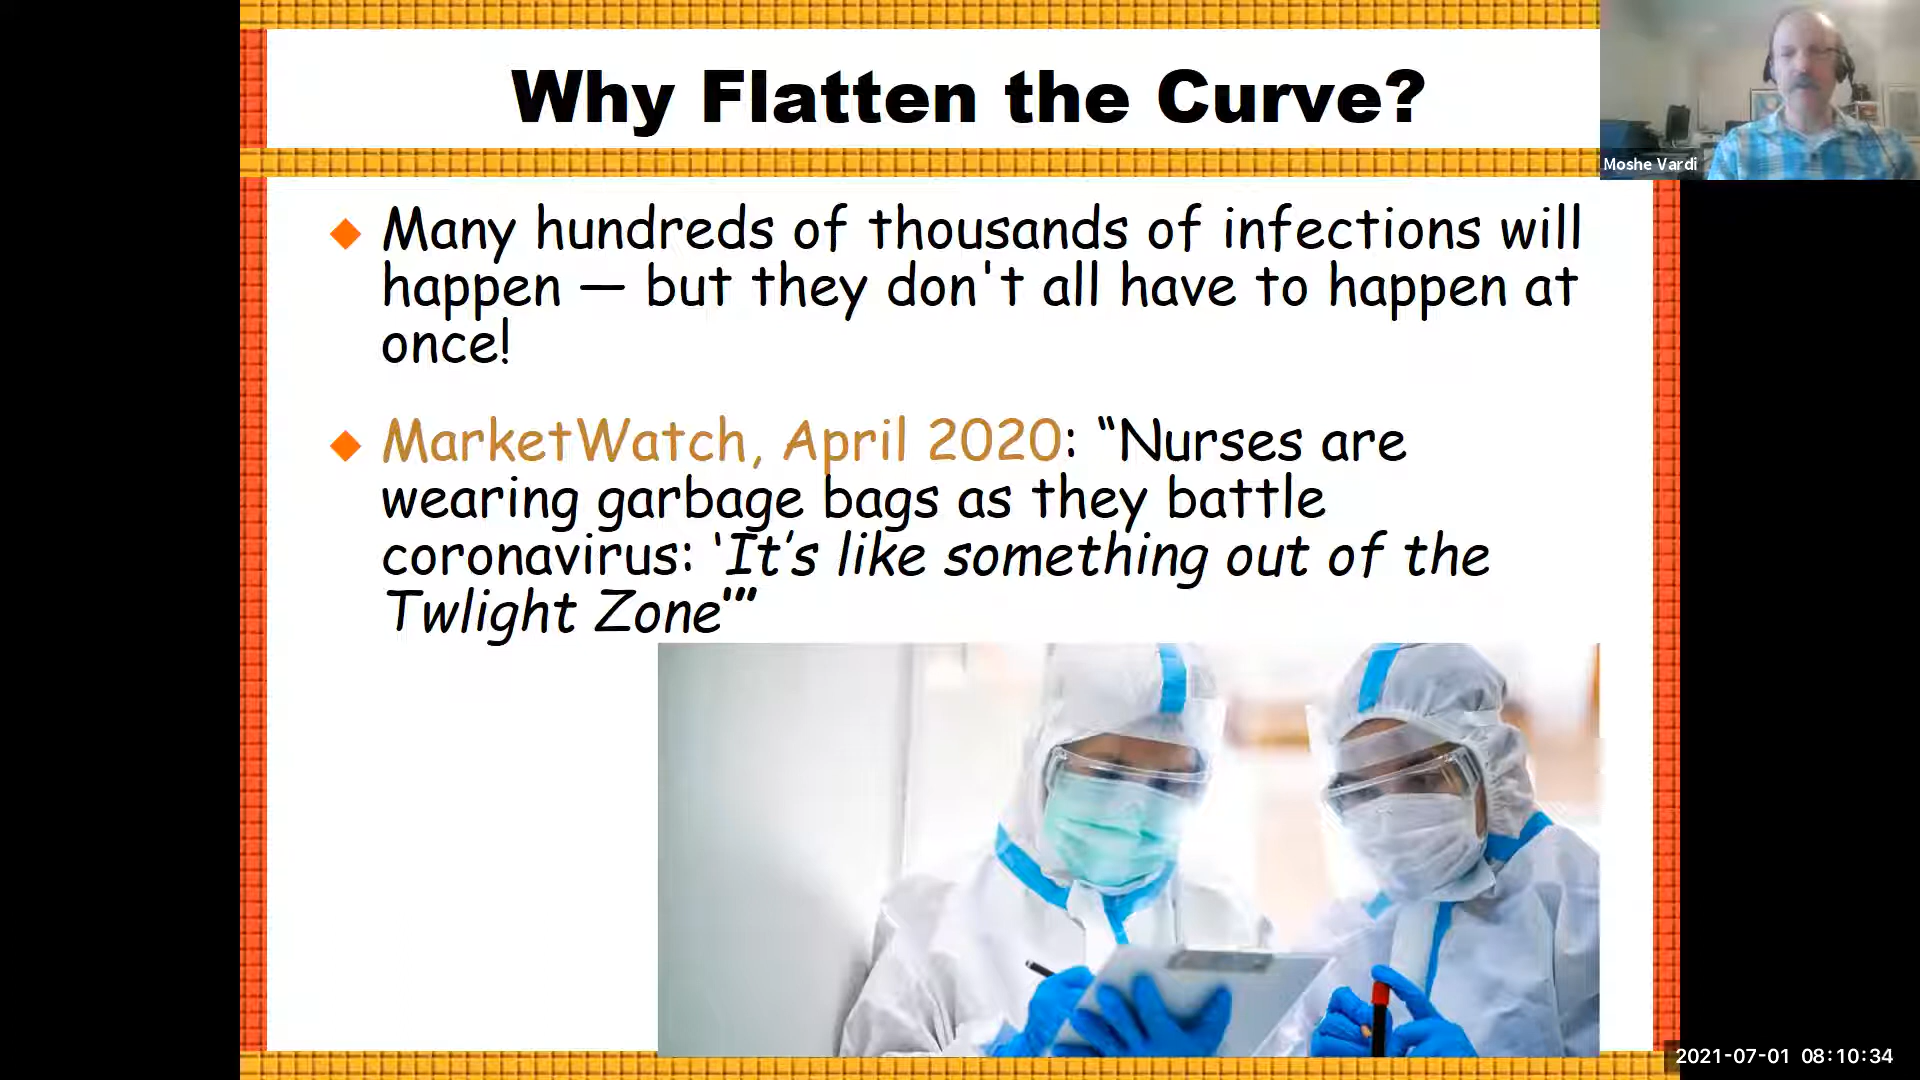 Why Flatten the Curve?
Moshe Vardi
Many hundreds of thousands of infections will
happen — but they don't all have to happen at
once!
MarketWatch, April 2020: “Nurses are
wearing garbage bags as they battle
coronavirus: ‘It’s like something out of the
Twlight Zone’”
2021-07-01 08:10:34